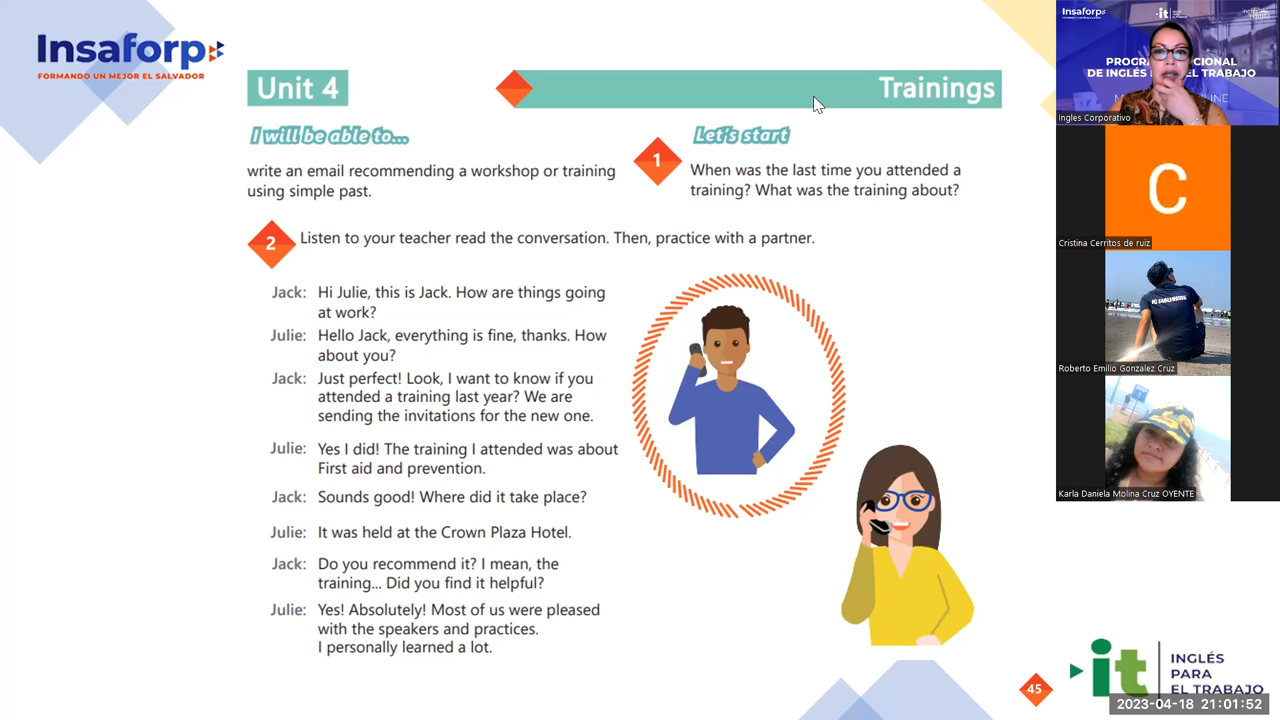 Insaforp
FORMANDO UN MEJOR EL SALVADOR
Unit 4
Trainings
I will be able to...
write an email recommending a workshop or training
using simple past.
Let's start
1
When was the last time you attended a
training? What was the training about?
2
Listen to your teacher read the conversation. Then, practice with a partner.
Jack: Hi Julie, this is Jack. How are things going
at work?
Julie: Hello Jack, everything is fine, thanks. How
about you?
Jack: Just perfect! Look, I want to know if you
attended a training last year? We are
sending the invitations for the new one.
Julie: Yes I did! The training I attended was about
First aid and prevention.
Jack: Sounds good! Where did it take place?
Julie: It was held at the Crown Plaza Hotel.
Jack: Do you recommend it? I mean, the
training... Did you find it helpful?
Julie: Yes! Absolutely! Most of us were pleased
with the speakers and practices.
I personally learned a lot.
45
it
INGLÉS
PARA
EL TRABAJO
2023-04-18 21:01:52
Insaforp
it
DE INGLÉS
EL TRABAJO
Ingles Corporativo
C
Cristina Cerritos de ruiz
Roberto Emilio Gonzalez Cruz
Karla Daniela Molina Cruz OYENTE